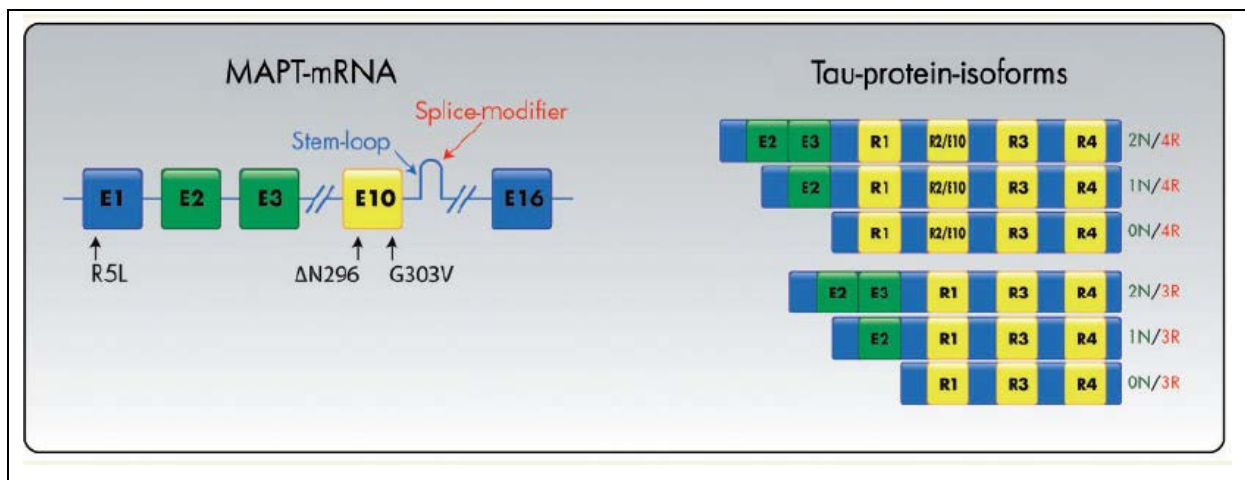 MAPT-mRNA
Splice-modifier
Stem-loop
E1 E2 E3 E10 E16
R5L ΔN296 G303V
Tau-protein-isoforms
E2 E3 R1 R2/E10 R3 R4 2N/4R
E2 R1 R2/E10 R3 R4 1N/4R
R1 R2/E10 R3 R4 0N/4R
E2 E3 R1 R3 R4 2N/3R
E2 R1 R3 R4 1N/3R
R1 R3 R4 0N/3R